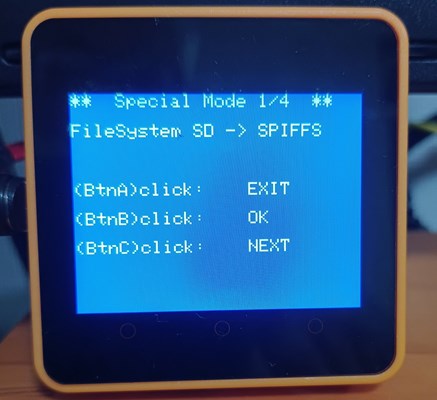 **  Special Mode 1/4  **
FileSystem SD -> SPIFFS
(BtnA)click:    EXIT
(BtnB)click:    OK
(BtnC)click:    NEXT